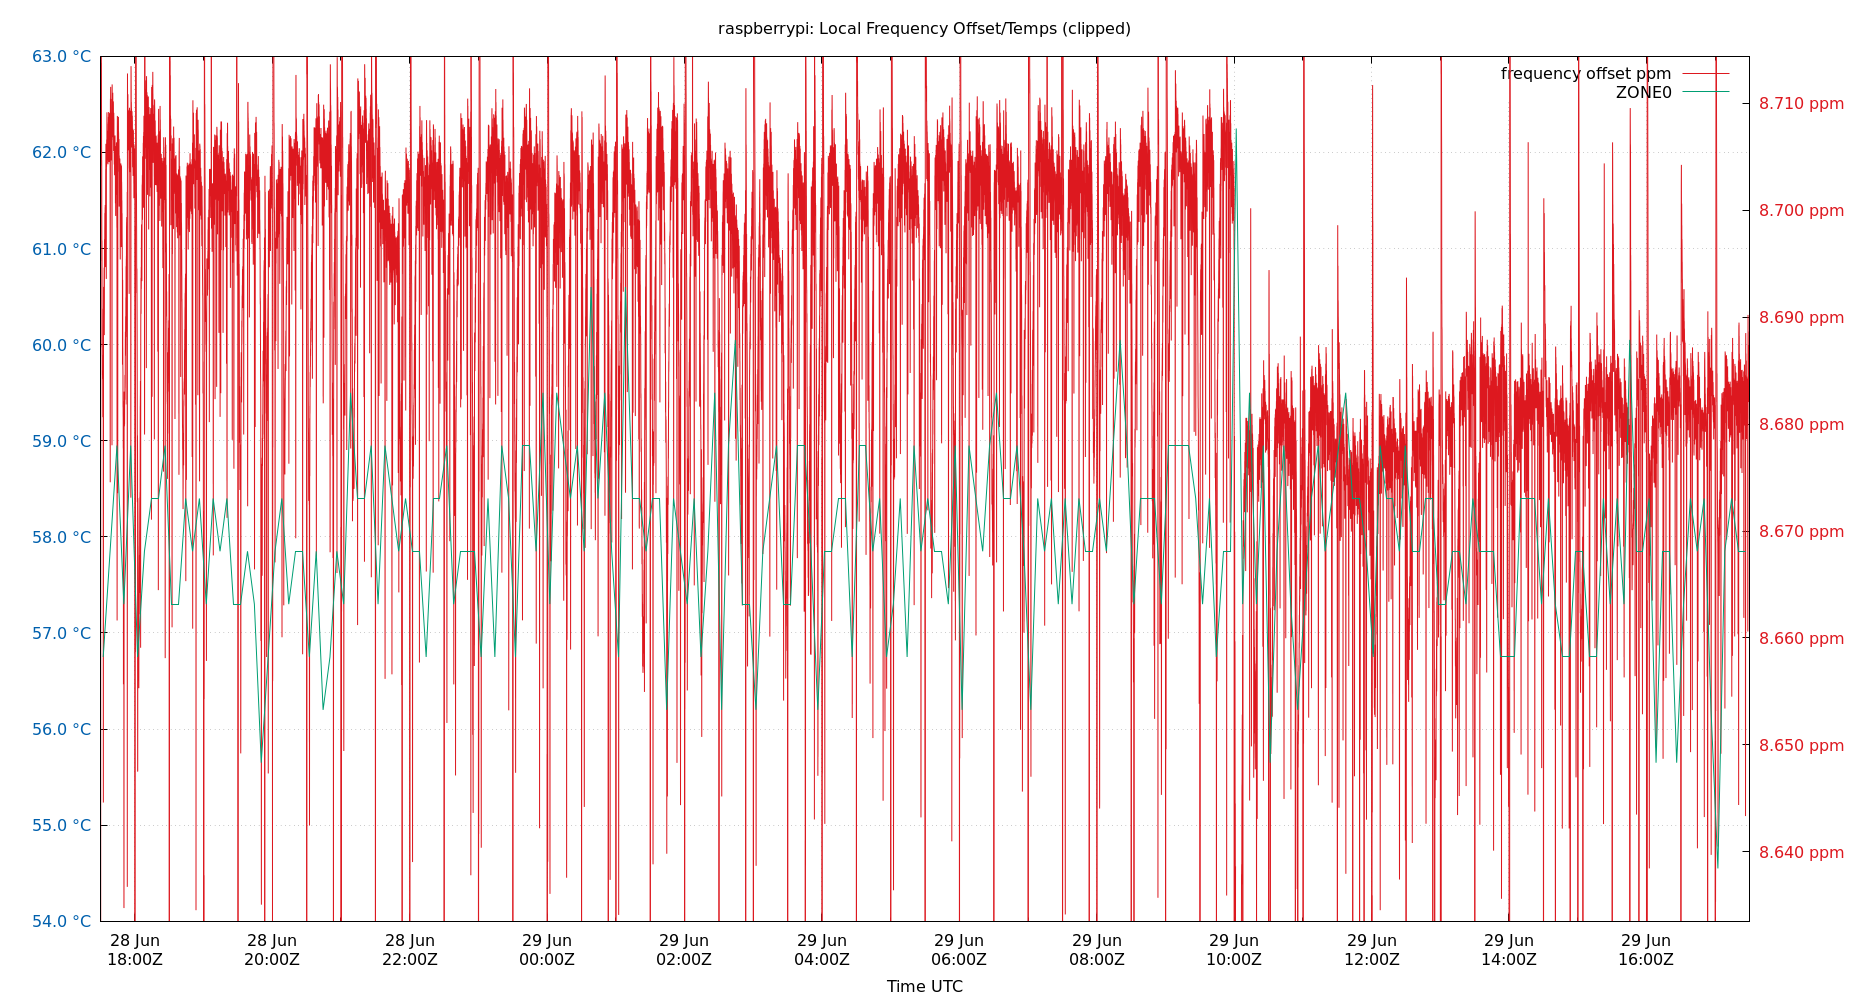 raspberrypi: Local Frequency Offset/Temps (clipped)
63.0 °C
62.0 °C
61.0 °C
60.0 °C
59.0 °C
58.0 °C
57.0 °C
56.0 °C
55.0 °C
54.0 °C
frequency offset ppm
ZONE0
8.710 ppm
8.700 ppm
8.690 ppm
8.680 ppm
8.670 ppm
8.660 ppm
8.650 ppm
8.640 ppm
28 Jun
18:00Z
28 Jun
20:00Z
28 Jun
22:00Z
29 Jun
00:00Z
29 Jun
02:00Z
29 Jun
04:00Z
29 Jun
06:00Z
29 Jun
08:00Z
29 Jun
10:00Z
29 Jun
12:00Z
29 Jun
14:00Z
29 Jun
16:00Z
Time UTC